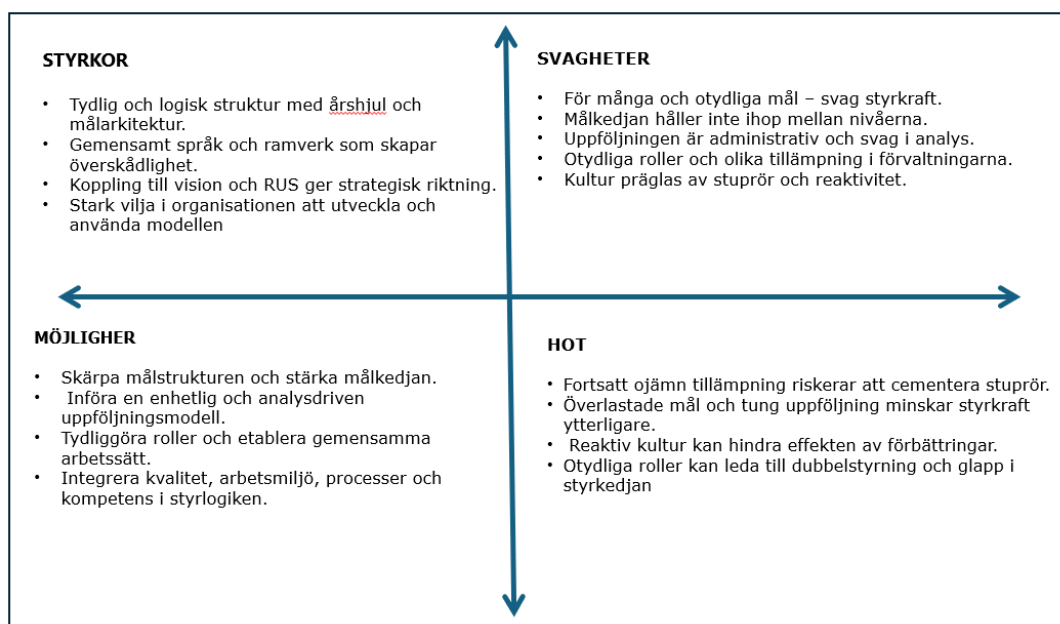 STYRKOR
• Tydlig och logisk struktur med årshjul och
målarkitektur.
• Gemensamt språk och ramverk som skapar
överskådlighet.
• Koppling till vision och RUS ger strategisk riktning.
• Stark vilja i organisationen att utveckla och
använda modellen
SVAGHETER
• För många och otydliga mål – svag styrkraft.
• Målkedjan håller inte ihop mellan nivåerna.
• Uppföljningen är administrativ och svag i analys.
• Otydliga roller och olika tillämpning i förvaltningarna.
• Kultur präglas av stuprör och reaktivitet.
MÖJLIGHER
• Skärpa målstrukturen och stärka målkedjan.
• Införa en enhetlig och analysdriven
uppföljningsmodell.
• Tydliggöra roller och etablera gemensamma
arbetssätt.
• Integrera kvalitet, arbetsmiljö, processer och
kompetens i styrlogiken.
HOT
• Fortsatt ojämn tillämpning riskerar att cementera stuprör.
• Överlastade mål och tung uppföljning minskar styrkraft
ytterligare.
• Reaktiv kultur kan hindra effekten av förbättringar.
• Otydliga roller kan leda till dubbelstyrning och glapp i
styrkedjan